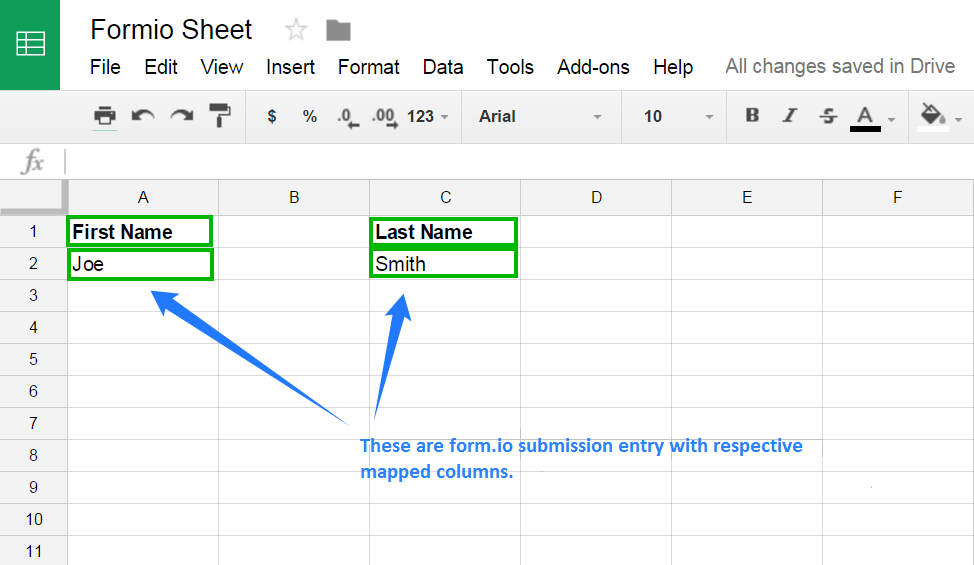 Formio Sheet
File Edit View Insert Format Data Tools Add-ons Help All changes saved in Drive
$ % .0 .00 123 Arial 10 B I S A
fx
A B C D E F
1 First Name Last Name
2 Joe Smith
3
4
5
6
7
These are form.io submission entry with respective
8
mapped columns.
9
10
11